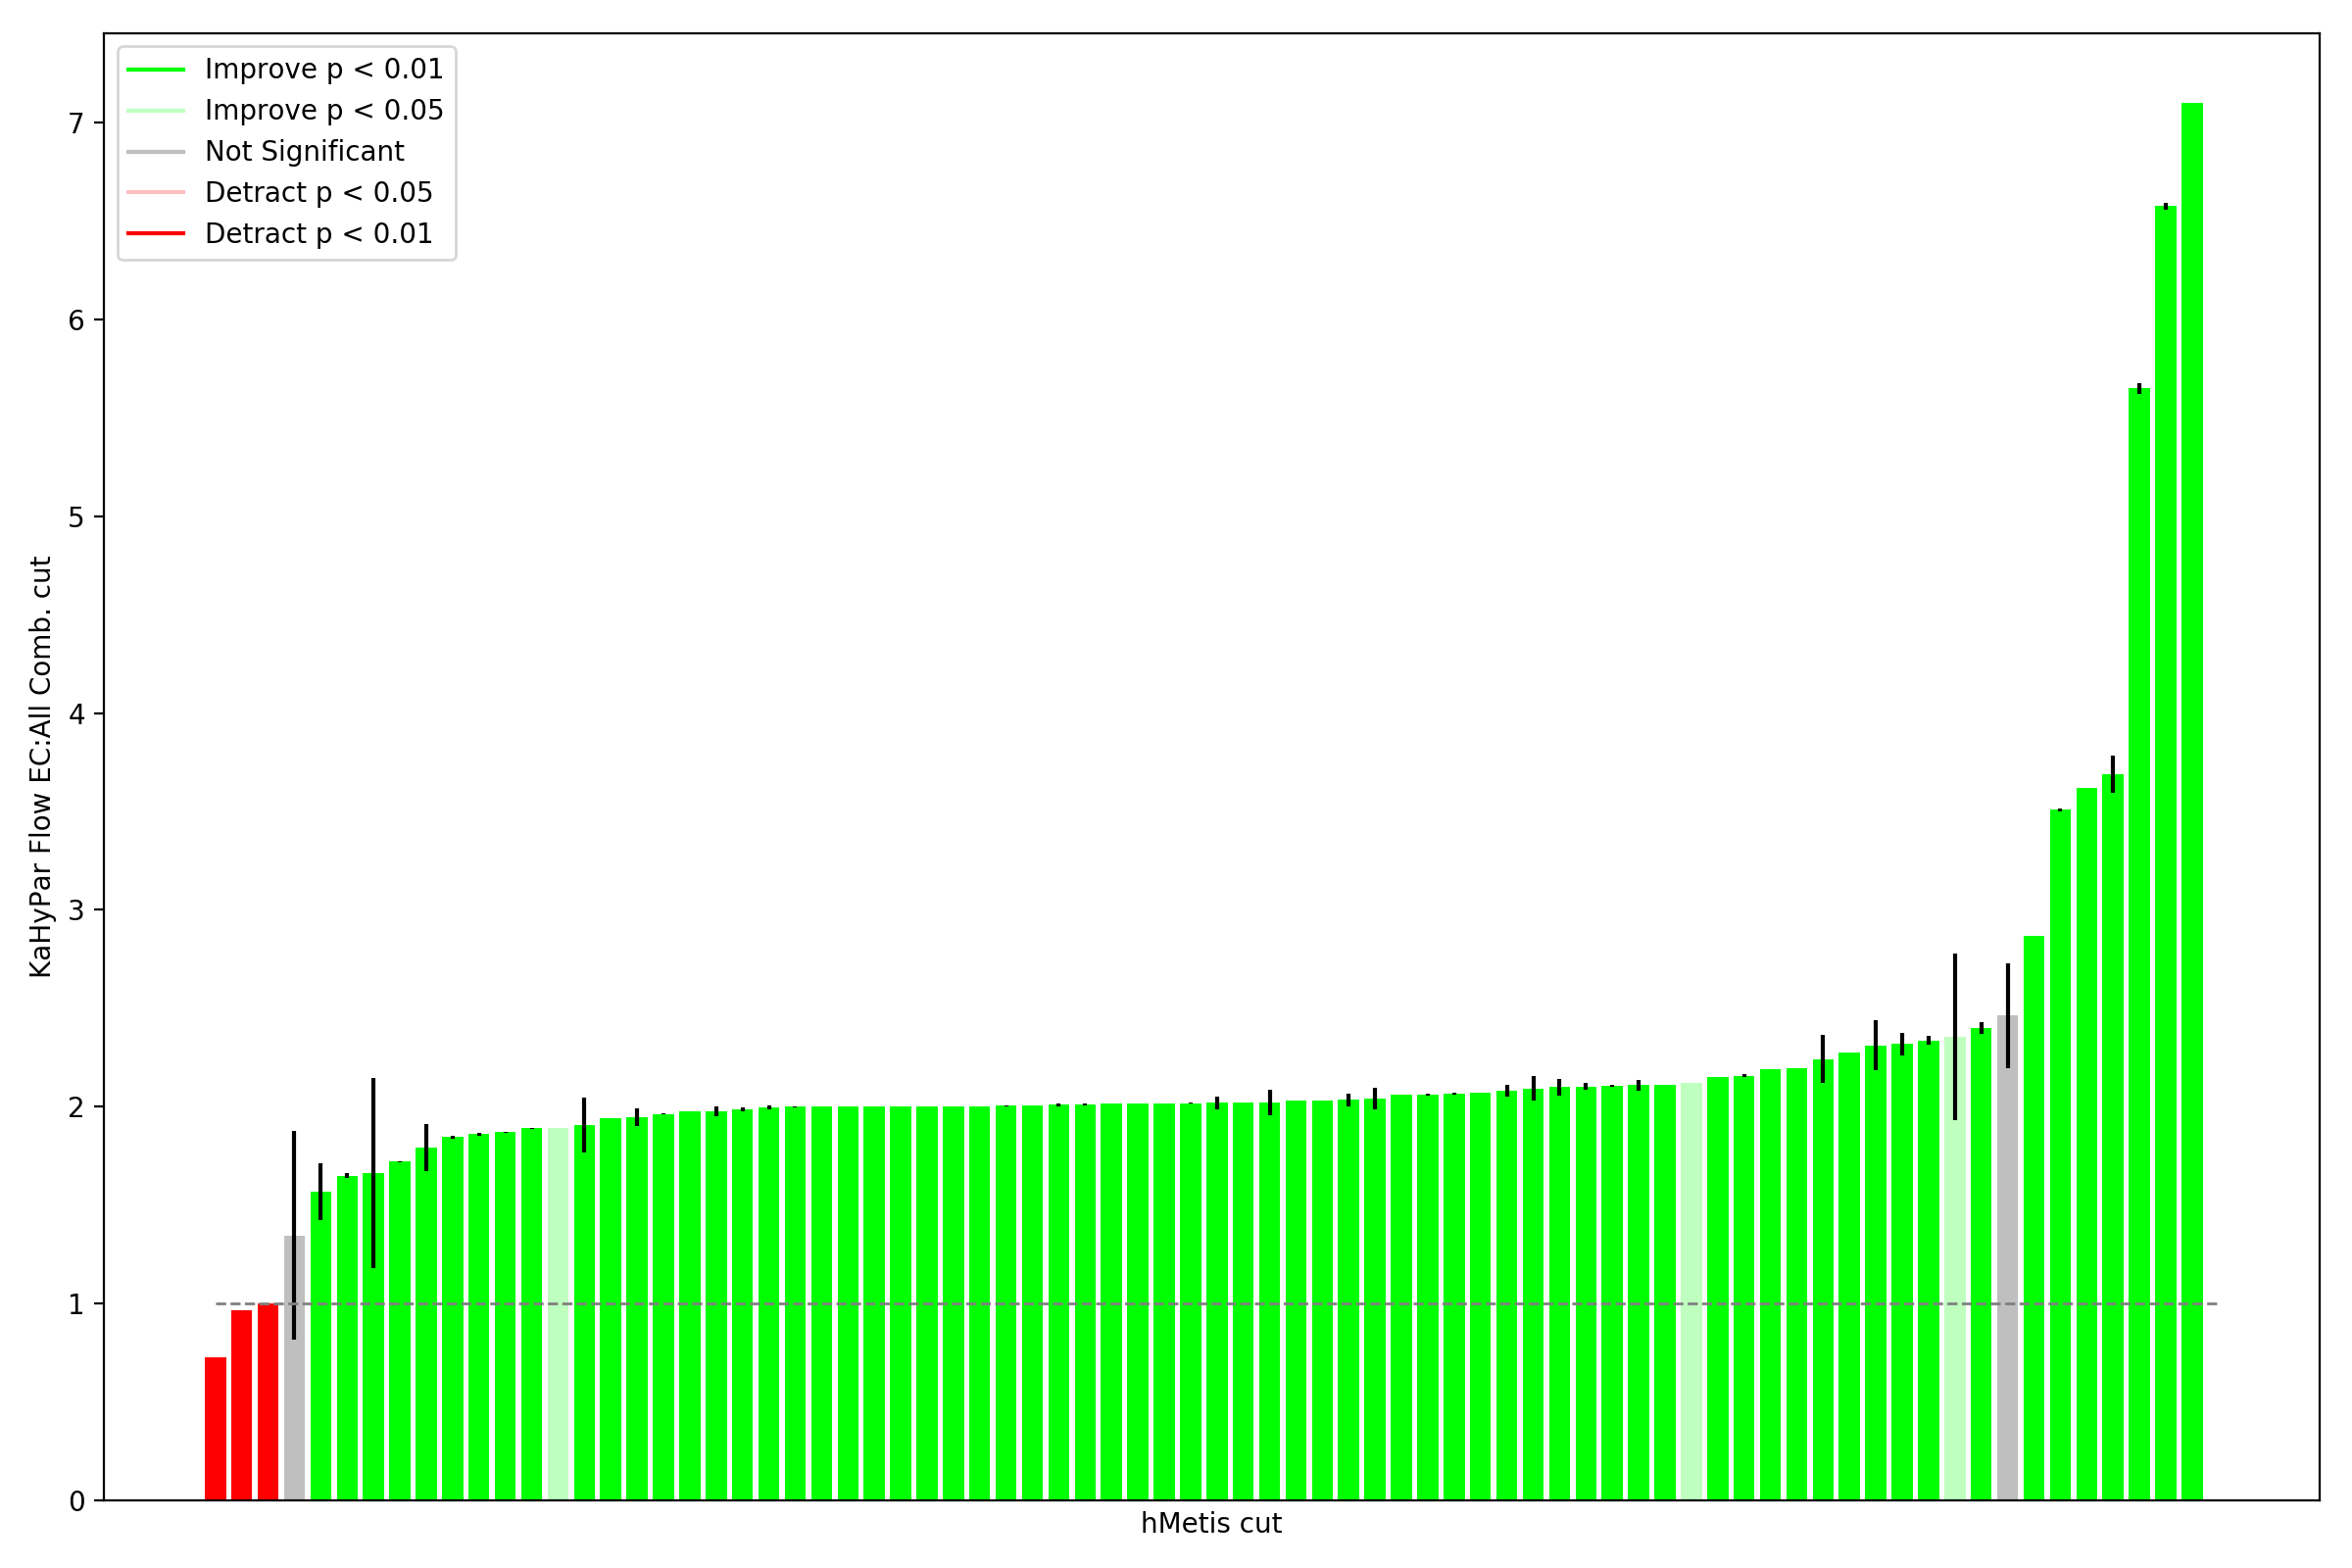 Improve p < 0.01
Improve p < 0.05
Not Significant
Detract p < 0.05
Detract p < 0.01
7
6
5
4
3
2
1
0
KaHyPar Flow EC:All Comb. cut
hMetis cut